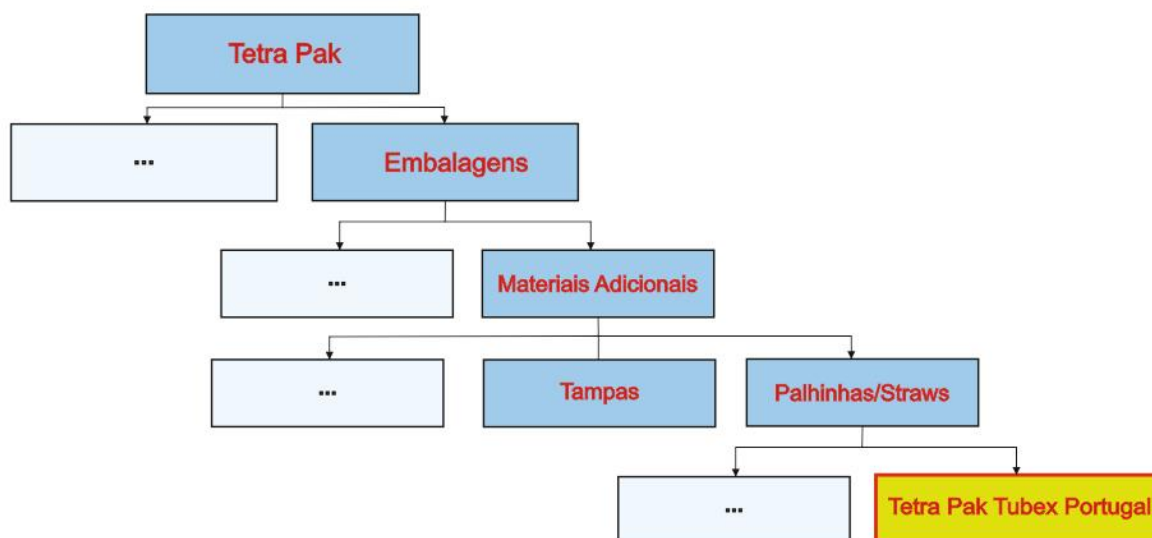 Tetra Pak
...
Embalagens
...
Materiais Adicionais
...
Tampas
Palhinhas/Straws
...
Tetra Pak Tubex Portugal